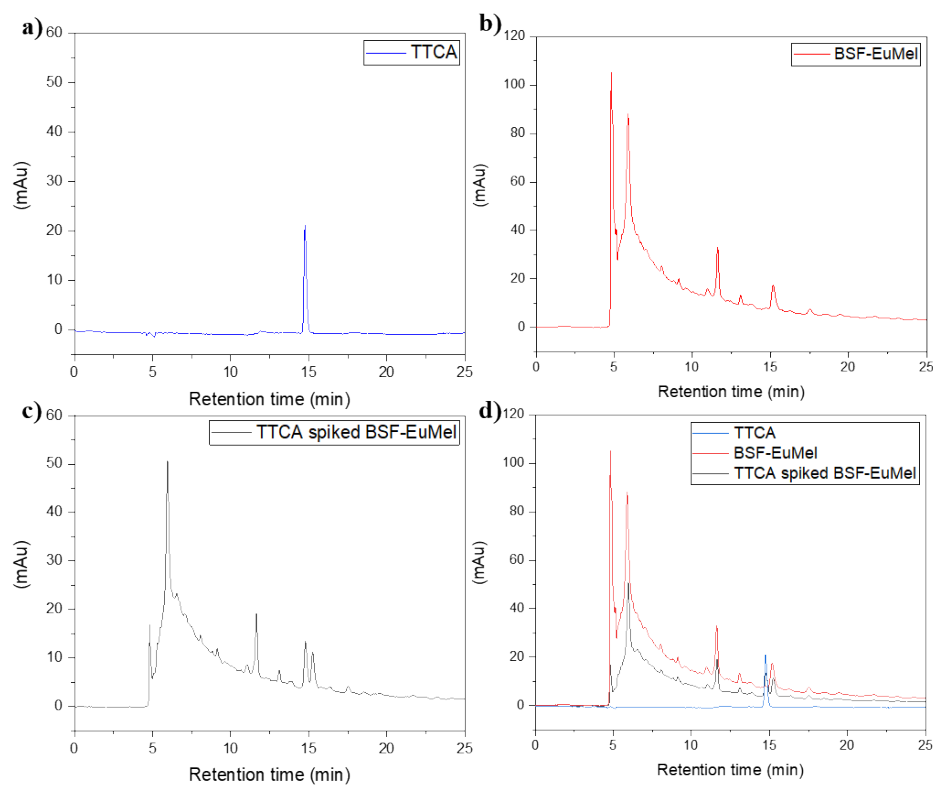 a)
TTCA
60
50
40
30
20
10
0
(mAu)
0 5 10 15 20 25
Retention time (min)
b)
BSF-EuMel
120
100
80
60
40
20
0
(mAu)
0 5 10 15 20 25
Retention time (min)
c)
TTCA spiked BSF-EuMel
60
50
40
30
20
10
0
(mAu)
0 5 10 15 20 25
Retention time (min)
d)
TTCA
BSF-EuMel
TTCA spiked BSF-EuMel
120
100
80
60
40
20
0
(mAu)
0 5 10 15 20 25
Retention time (min)